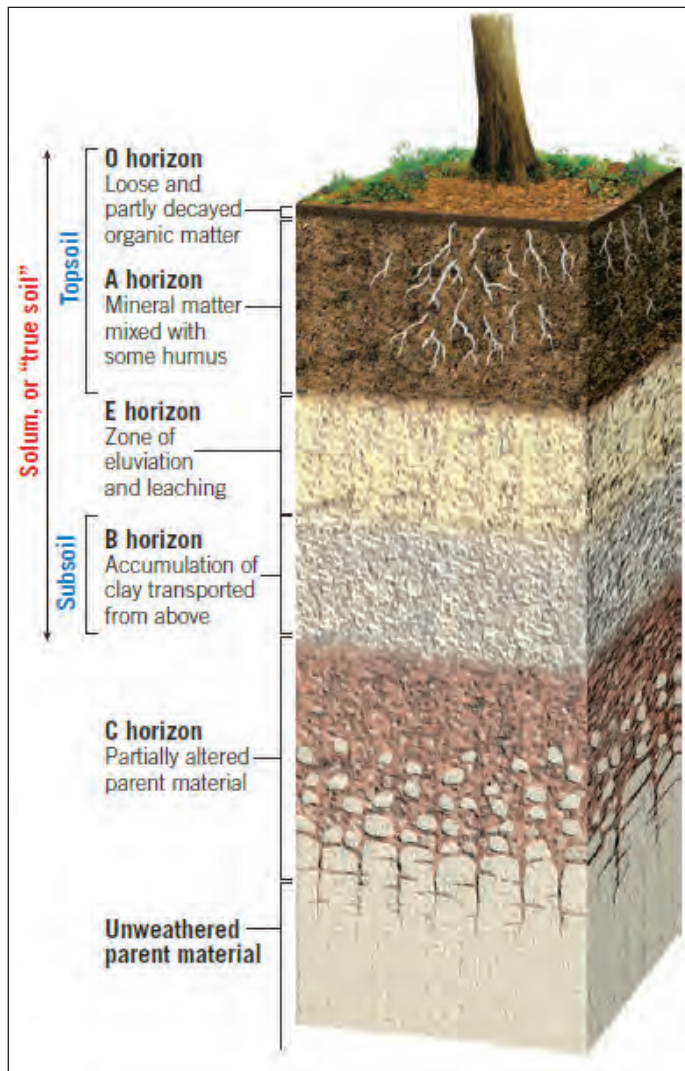 Solum, or “true soil”
Topsoil
O horizon
Loose and
partly decayed
organic matter
A horizon
Mineral matter
mixed with
some humus
E horizon
Zone of
eluviation
and leaching
Subsoil
B horizon
Accumulation of
clay transported
from above
C horizon
Partially altered
parent material
Unweathered
parent material